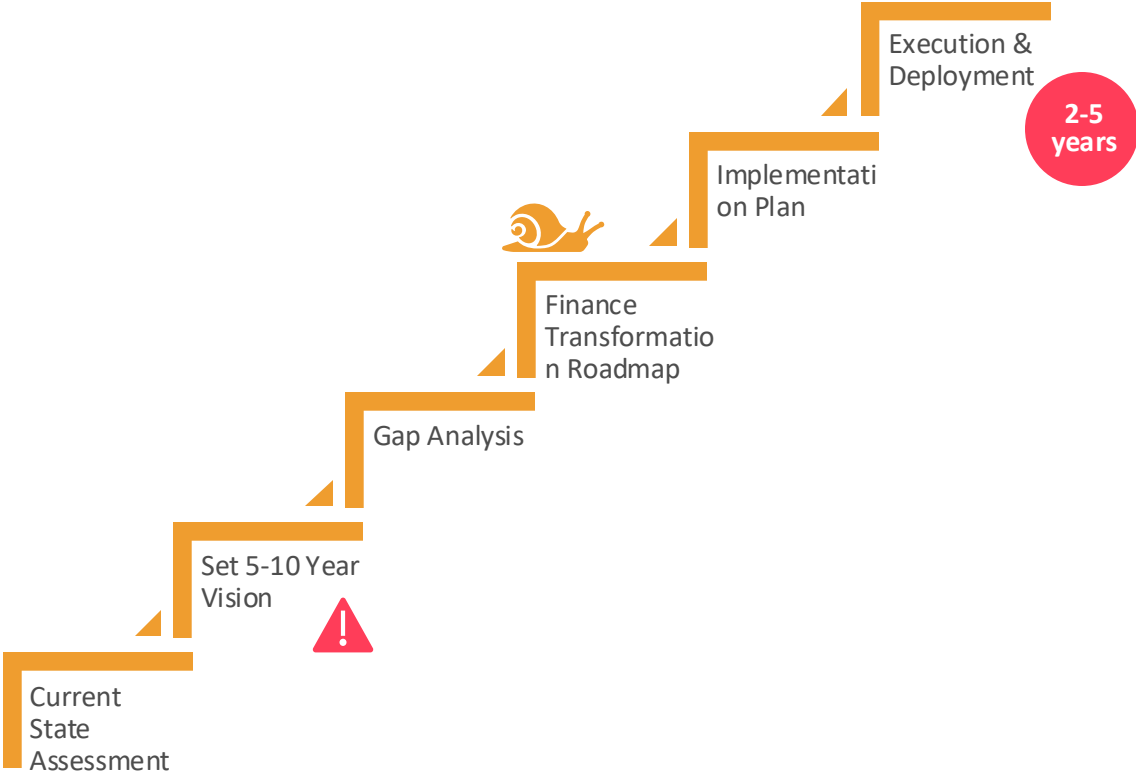 Execution &
Deployment
2-5
years
Implementati
on Plan
Finance
Transformatio
n Roadmap
Gap Analysis
Set 5-10 Year
Vision
Current
State
Assessment